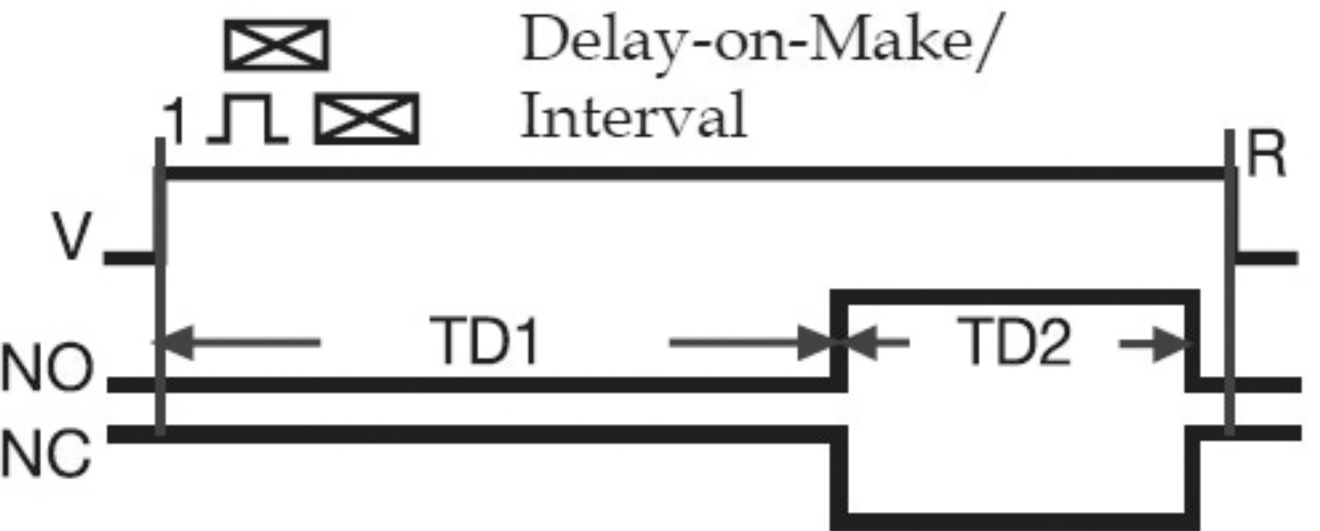 Delay-on-Make/
1 Interval
R
V
TD1 TD2
NO
NC